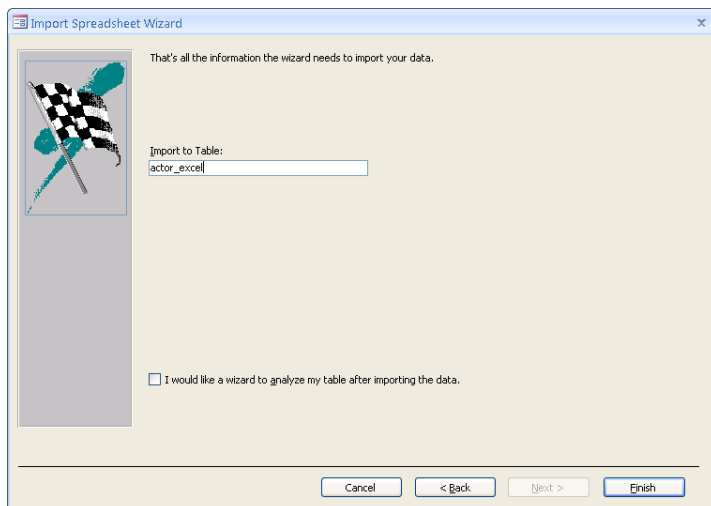 Import Spreadsheet Wizard
That's all the information the wizard needs to import your data.
Import to Table:
actor_excel
I would like a wizard to analyze my table after importing the data.
Cancel
< Back
Next >
Finish